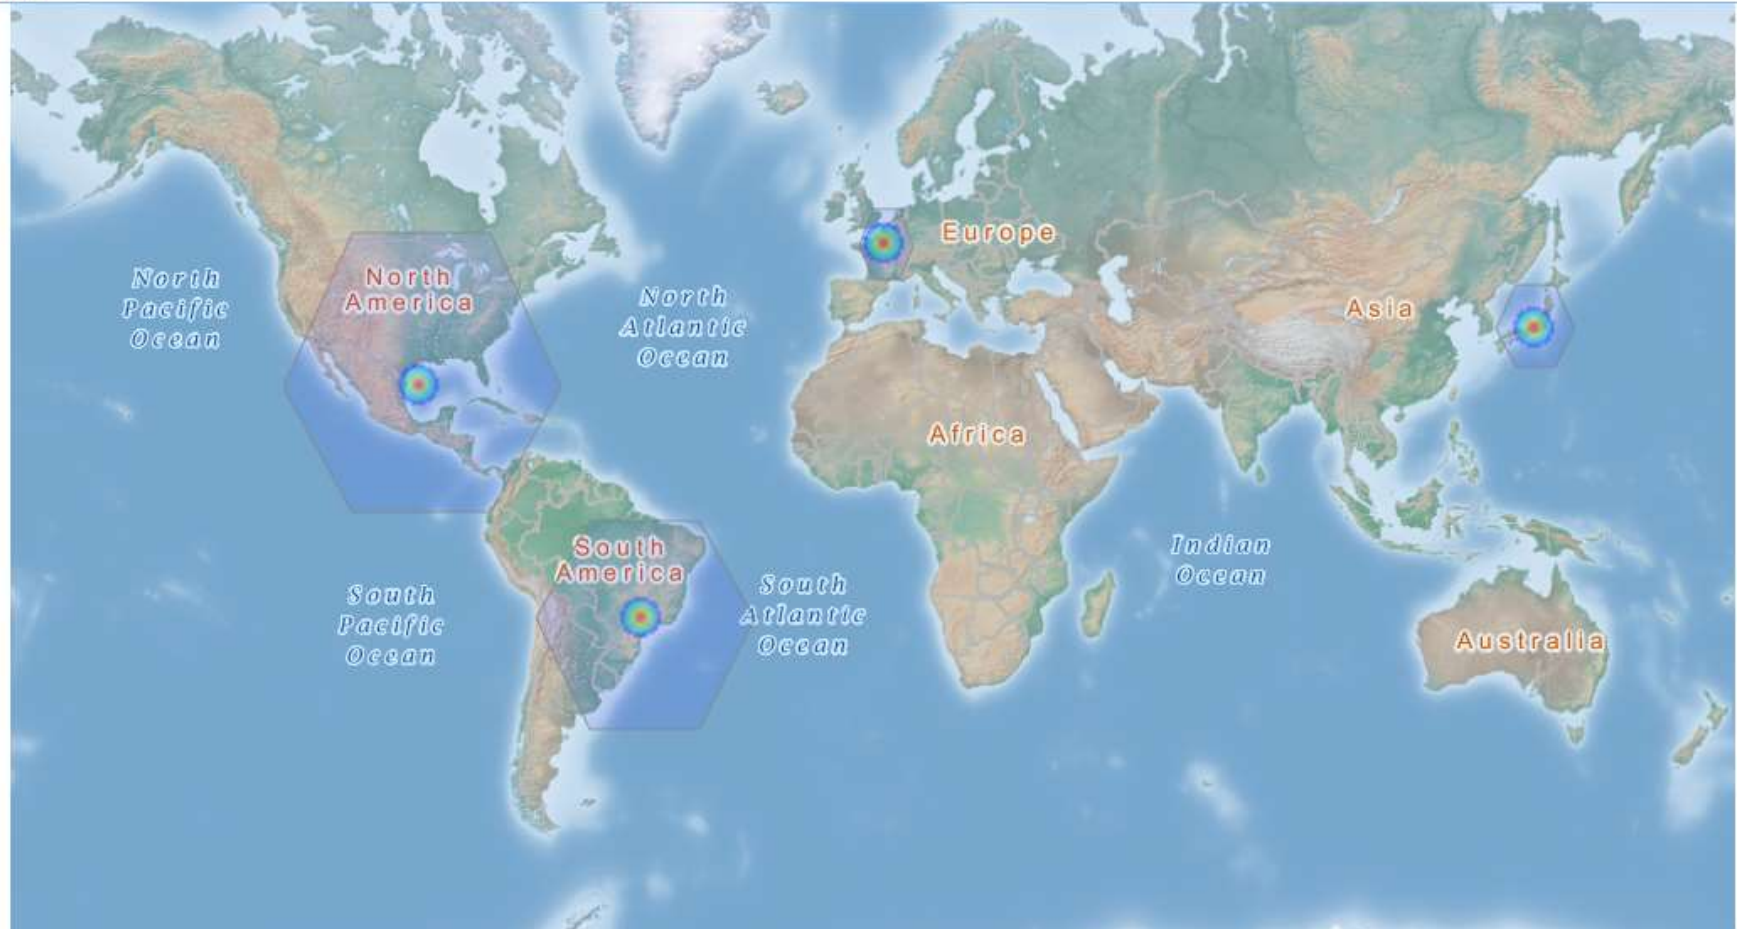 North
America
North
Pacific
Ocean
North
Atlantic
Ocean
Europe
Asia
Africa
South
America
South
Pacific
Ocean
South
Atlantic
Ocean
Indian
Ocean
Australia